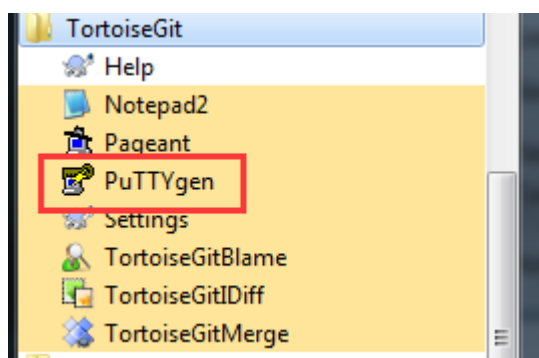 TortoiseGit
Help
Notepad2
Pageant
PuTTYgen
Settings
TortoiseGitBlame
TortoiseGitIDiff
TortoiseGitMerge